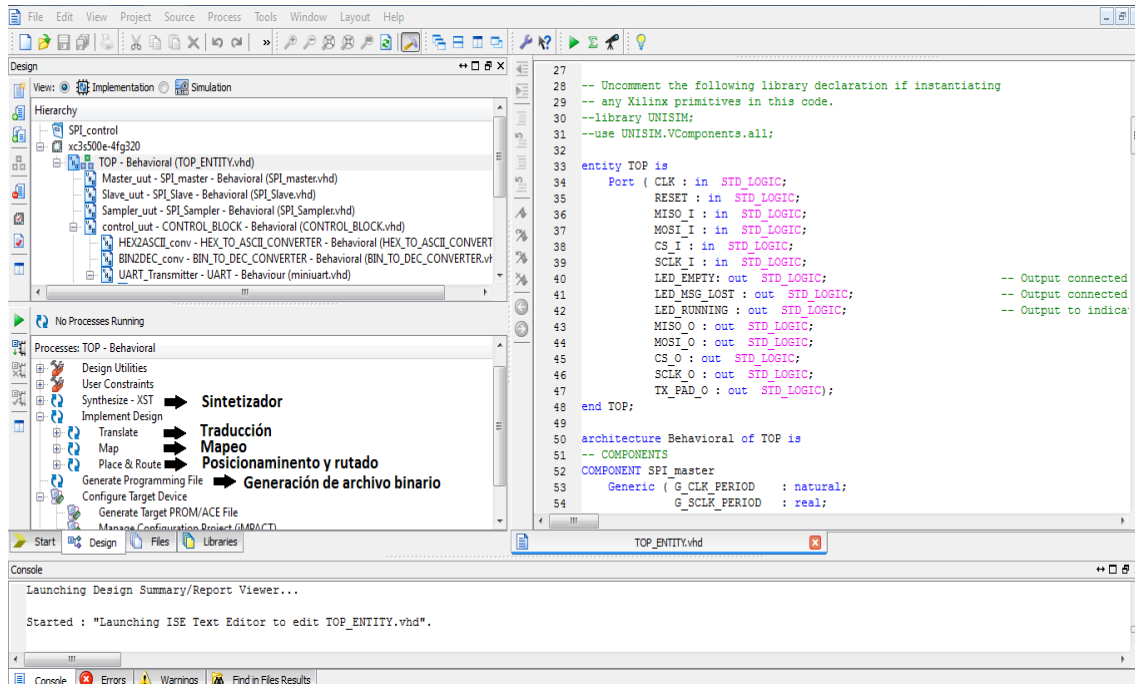 File Edit View Project Source Process Tools Window Layout Help
Design
View: Implementation Simulation
Hierarchy
SPI_control
xc3s500e-4fg320
TOP - Behavioral (TOP_ENTITY.vhd)
Master_uut - SPI_master - Behavioral (SPI_master.vhd)
Slave_uut - SPI_Slave - Behavioral (SPI_Slave.vhd)
Sampler_uut - SPI_Sampler - Behavioral (SPI_Sampler.vhd)
control_uut - CONTROL_BLOCK - Behavioral (CONTROL_BLOCK.vhd)
HEX2ASCII_conv - HEX_TO_ASCII_CONVERTER - Behavioral (HEX_TO_ASCII_CONVERT
BIN2DEC_conv - BIN_TO_DEC_CONVERTER - Behavioral (BIN_TO_DEC_CONVERTER.vh
UART_Transmitter - UART - Behaviour (miniuart.vhd)
No Processes Running
Processes: TOP - Behavioral
Design Utilities
User Constraints
Synthesize - XST Sintetizador
Implement Design
Translate Traducción
Map Mapeo
Place & Route Posicionaminento y rutado
Generate Programming File Generación de archivo binario
Configure Target Device
Generate Target PROM/ACE File
Manage Configuration Project (iMPACT)
Start Design Files Libraries
27
28 -- Uncomment the following library declaration if instantiating
29 -- any Xilinx primitives in this code.
30 --library UNISIM;
31 --use UNISIM.VComponents.all;
32
33 entity TOP is
34 Port ( CLK : in STD_LOGIC;
35 RESET : in STD_LOGIC;
36 MISO_I : in STD_LOGIC;
37 MOSI_I : in STD_LOGIC;
38 CS_I : in STD_LOGIC;
39 SCLK_I : in STD_LOGIC;
40 LED_EMPTY: out STD_LOGIC; -- Output connected
41 LED_MSG_LOST : out STD_LOGIC; -- Output connected
42 LED_RUNNING : out STD_LOGIC; -- Output to indica
43 MISO_O : out STD_LOGIC;
44 MOSI_O : out STD_LOGIC;
45 CS_O : out STD_LOGIC;
46 SCLK_O : out STD_LOGIC;
47 TX_PAD_O : out STD_LOGIC);
48 end TOP;
49
50 architecture Behavioral of TOP is
51 -- COMPONENTS
52 COMPONENT SPI_master
53 Generic ( G_CLK_PERIOD : natural;
54 G_SCLK_PERIOD : real;
TOP_ENTITY.vhd
Console
Launching Design Summary/Report Viewer...
Started : "Launching ISE Text Editor to edit TOP_ENTITY.vhd".
Console Errors Warnings Find in Files Results